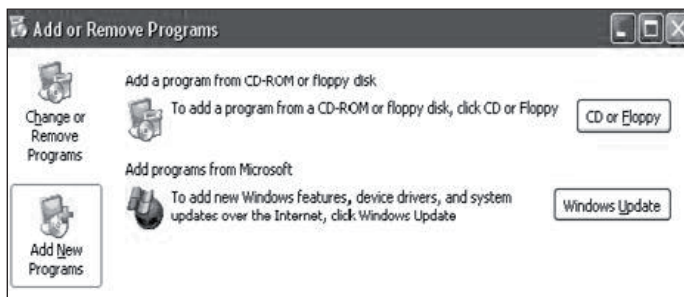 Add or Remove Programs
Change or
Remove
Programs
Add a program from CD-ROM or floppy disk
To add a program from a CD-ROM or floppy disk, click CD or Floppy
CD or Floppy
Add programs from Microsoft
To add new Windows features, device drivers, and system
updates over the Internet, click Windows Update
Windows Update
Add New
Programs